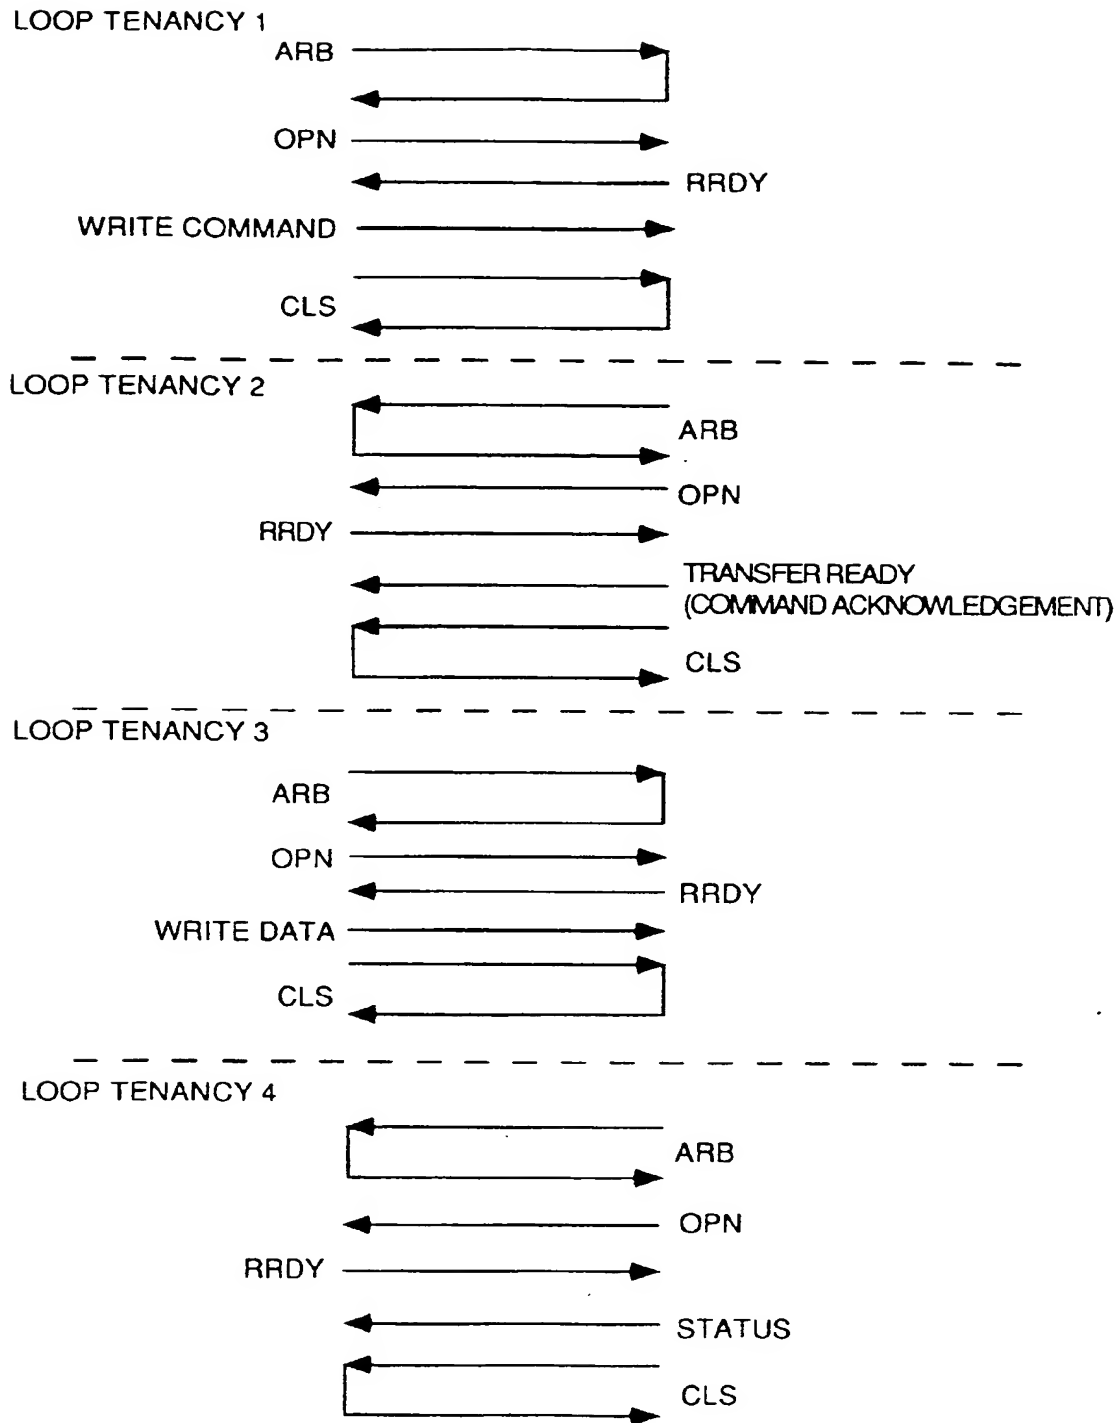 LOOP TENANCY 1
ARB
OPN
RRDY
WRITE COMMAND
CLS
LOOP TENANCY 2
ARB
OPN
RRDY
TRANSFER READY
(COMMAND ACKNOWLEDGEMENT)
CLS
LOOP TENANCY 3
ARB
OPN
RRDY
WRITE DATA
CLS
LOOP TENANCY 4
ARB
OPN
RRDY
STATUS
CLS